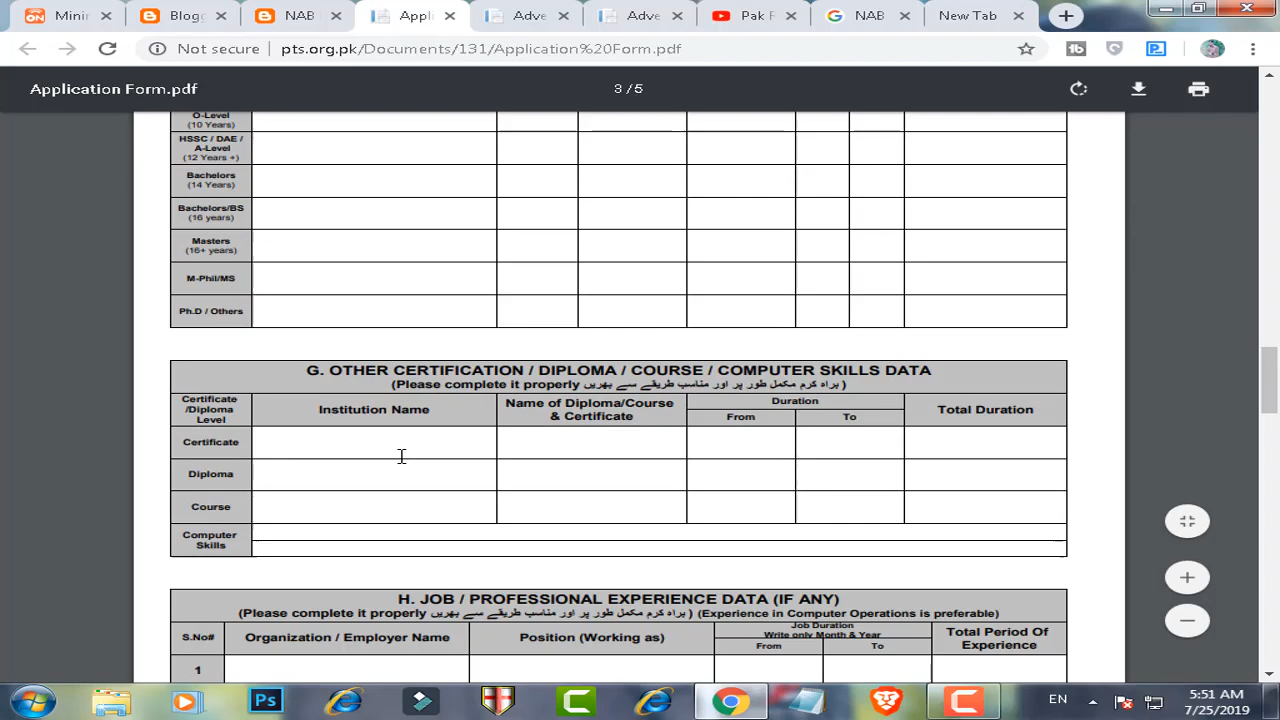 Minir
Blogg
NAB
Appli
Adve
Adve
Pak F
NAB
New Tab
Not secure
pts.org.pk/Documents/131/Application%20Form.pdf
Application Form.pdf
3 / 5
O-Level
(10 Years)
HSSC / DAE /
A-Level
(12 Years +)
Bachelors
(14 Years)
Bachelors/BS
(16 years)
Masters
(16+ years)
M-Phil/MS
Ph.D / Others
G. OTHER CERTIFICATION / DIPLOMA / COURSE / COMPUTER SKILLS DATA
(Please complete it properly براہ کرم مکمل طور پر اور مناسب طریقے سے بھریں)
Certificate
/Diploma
Level
Institution Name
Name of Diploma/Course
& Certificate
Duration
From
To
Total Duration
Certificate
Diploma
Course
Computer
Skills
H. JOB / PROFESSIONAL EXPERIENCE DATA (IF ANY)
(Please complete it properly براہ کرم مکمل طور پر اور مناسب طریقے سے بھریں) (Experience in Computer Operations is preferable)
S.No#
Organization / Employer Name
Position (Working as)
Job Duration
Write only Month & Year
From
To
Total Period Of
Experience
1
Ps
EN
5:51 AM
7/25/2019